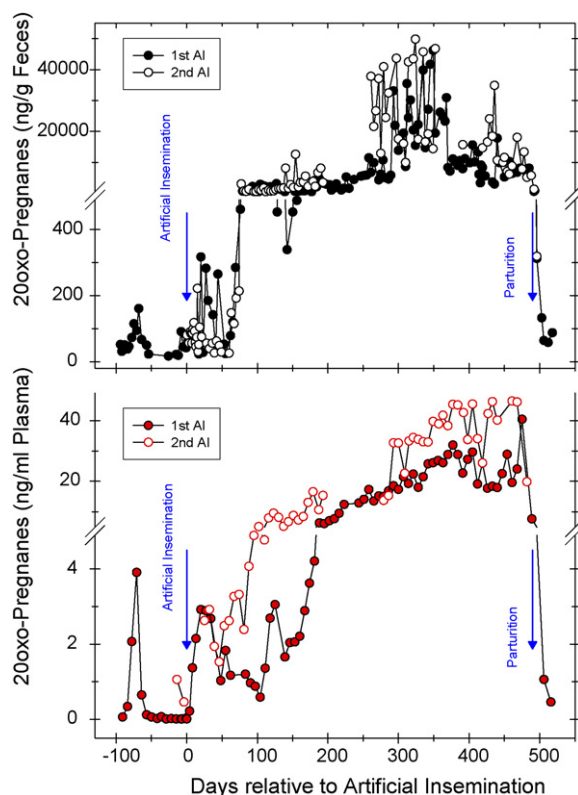 20oxo-Pregnanes (ng/g Feces)
40000
20000
400
200
0
1st AI
2nd AI
Artificial Insemination
Parturition
20oxo-Pregnanes (ng/ml Plasma)
40
20
4
2
0
1st AI
2nd AI
Artificial Insemination
Parturition
-100 0 100 200 300 400 500
Days relative to Artificial Insemination